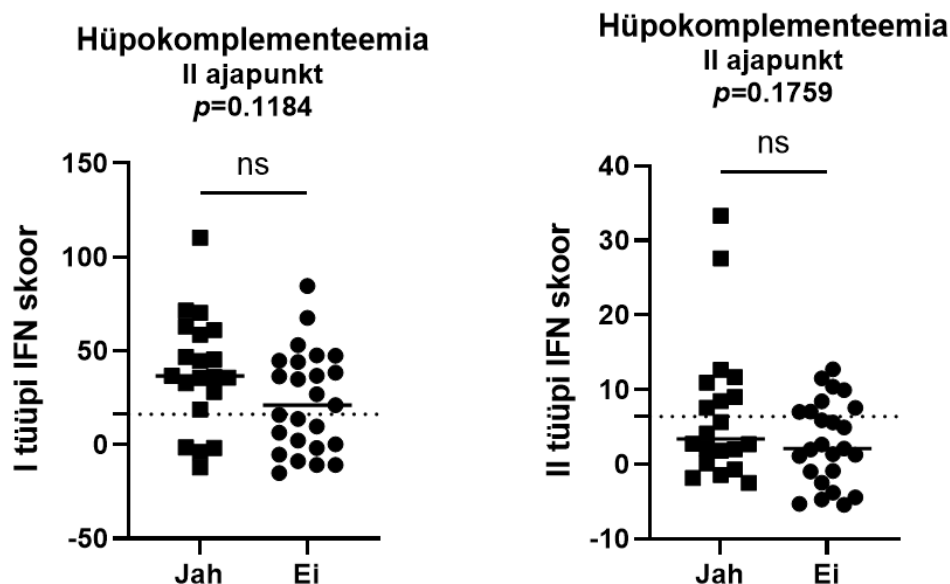 Hüpokomplementeemia
II ajapunkt
p=0.1184
ns
I tüüpi IFN skoor
150
100
50
0
-50
Jah
Ei
Hüpokomplementeemia
II ajapunkt
p=0.1759
ns
II tüüpi IFN skoor
40
30
20
10
0
-10
Jah
Ei